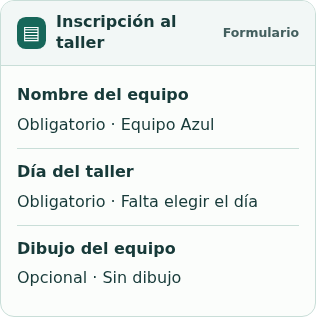 Inscripción al
taller
Formulario
Nombre del equipo
Obligatorio · Equipo Azul
Día del taller
Obligatorio · Falta elegir el día
Dibujo del equipo
Opcional · Sin dibujo